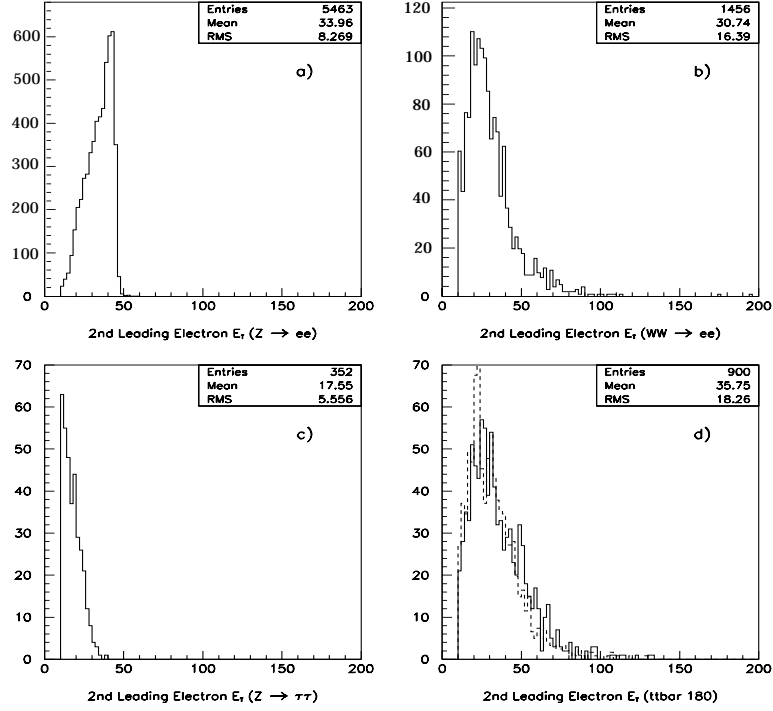 Entries 5463
Mean 33.96
RMS 8.269
a)
600
500
400
300
200
100
0
0 50 100 150 200
2nd Leading Electron E_T (Z → ee)
Entries 1456
Mean 30.74
RMS 16.39
b)
120
100
80
60
40
20
0
0 50 100 150 200
2nd Leading Electron E_T (WW → ee)
Entries 352
Mean 17.55
RMS 5.556
c)
70
60
50
40
30
20
10
0
0 50 100 150 200
2nd Leading Electron E_T (Z → ττ)
Entries 900
Mean 35.75
RMS 18.26
d)
70
60
50
40
30
20
10
0
0 50 100 150 200
2nd Leading Electron E_T (ttbar 180)